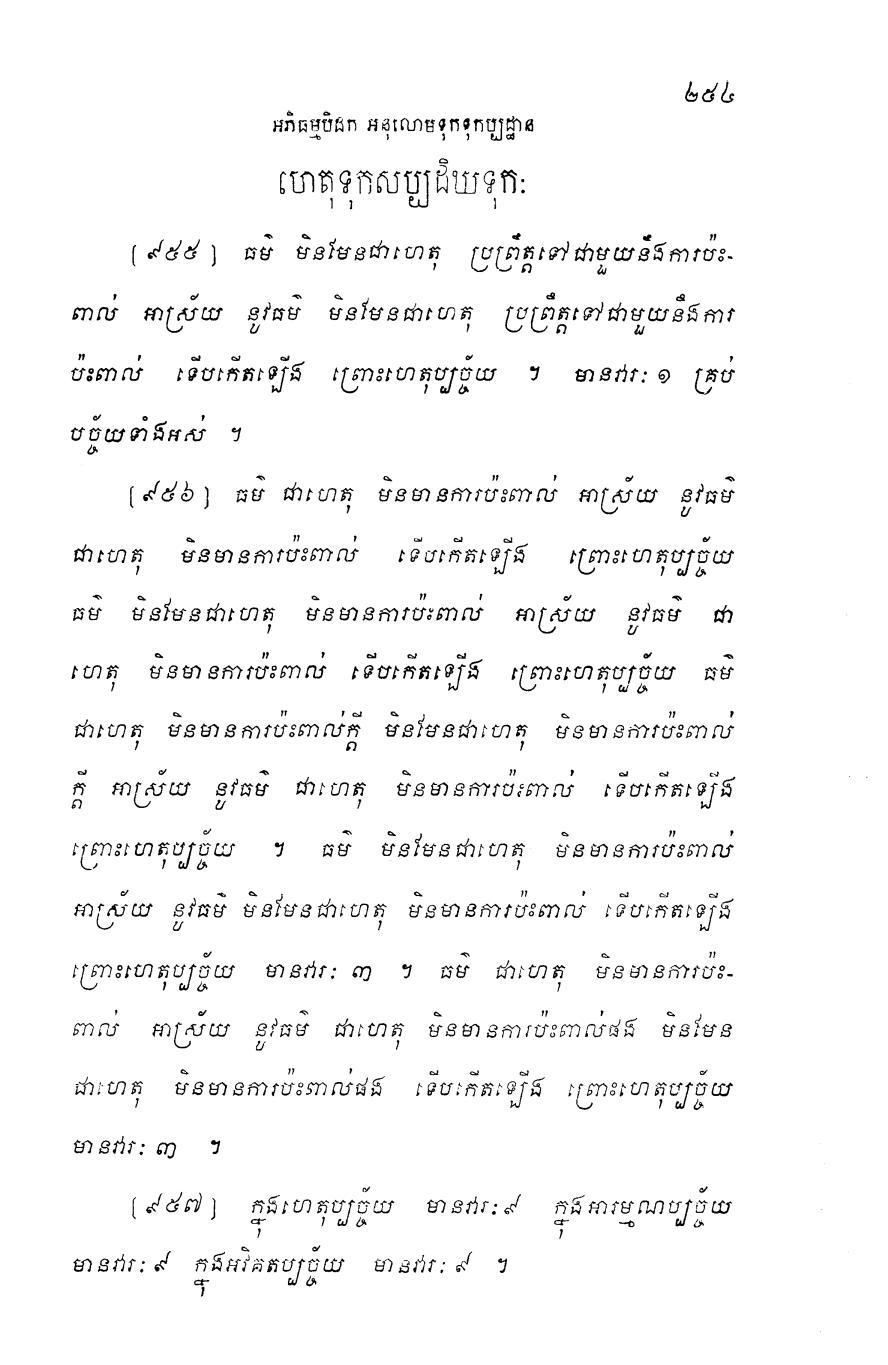 ២៥៤
អភិធម្មបិដក អនុលោមទុកទុកប្បដ្ឋាន
ហេតុទុកសប្បដិឃទុកៈ
[៩៥៥] ធម៌ មិនមែនជាហេតុ ប្រព្រឹត្តទៅជាមួយនឹងការប៉ះ-
ពាល់ អាស្រ័យ នូវធម៌ មិនមែនជាហេតុ ប្រព្រឹត្តទៅជាមួយនឹងការ
ប៉ះពាល់ ទើបកើតឡើង ព្រោះហេតុប្បច្ច័យ ។ មានវារៈ ១ គ្រប់
បច្ច័យទាំងអស់ ។
[៩៥៦] ធម៌ ជាហេតុ មិនមានការប៉ះពាល់ អាស្រ័យ នូវធម៌
ជាហេតុ មិនមានការប៉ះពាល់ ទើបកើតឡើង ព្រោះហេតុប្បច្ច័យ
ធម៌ មិនមែនជាហេតុ មិនមានការប៉ះពាល់ អាស្រ័យ នូវធម៌ ជា
ហេតុ មិនមានការប៉ះពាល់ ទើបកើតឡើង ព្រោះហេតុប្បច្ច័យ ធម៌
ជាហេតុ មិនមានការប៉ះពាល់ក្តី មិនមែនជាហេតុ មិនមានការប៉ះពាល់
ក្តី អាស្រ័យ នូវធម៌ ជាហេតុ មិនមានការប៉ះពាល់ ទើបកើតឡើង
ព្រោះហេតុប្បច្ច័យ ។ ធម៌ មិនមែនជាហេតុ មិនមានការប៉ះពាល់
អាស្រ័យ នូវធម៌ មិនមែនជាហេតុ មិនមានការប៉ះពាល់ ទើបកើតឡើង
ព្រោះហេតុប្បច្ច័យ មានវារៈ ៣ ។ ធម៌ ជាហេតុ មិនមានការប៉ះ-
ពាល់ អាស្រ័យ នូវធម៌ ជាហេតុ មិនមានការប៉ះពាល់ផង មិនមែន
ជាហេតុ មិនមានការប៉ះពាល់ផង ទើបកើតឡើង ព្រោះហេតុប្បច្ច័យ
មានវារៈ ៣ ។
[៩៥៧] ក្នុងហេតុប្បច្ច័យ មានវារៈ ៩ ក្នុងអារម្មណប្បច្ច័យ
មានវារៈ ៩ ក្នុងអវិគតប្បច្ច័យ មានវារៈ ៩ ។